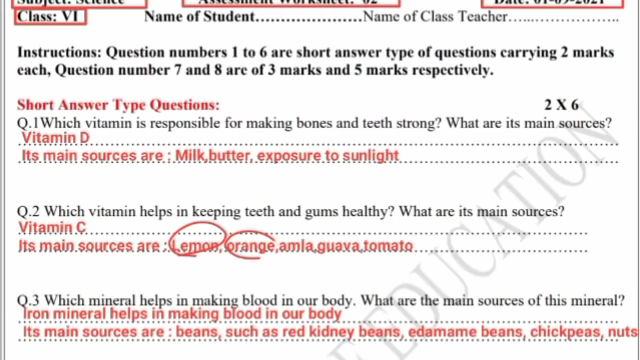 Subject: Science Assessment Worksheet: 02 Date: 01-09-2021
Class: VI Name of Student..................................Name of Class Teacher..........................
Instructions: Question numbers 1 to 6 are short answer type of questions carrying 2 marks
each, Question number 7 and 8 are of 3 marks and 5 marks respectively.
Short Answer Type Questions: 2 X 6
Q.1Which vitamin is responsible for making bones and teeth strong? What are its main sources?
Vitamin D
Its main sources are : Milk,butter, exposure to sunlight
Q.2 Which vitamin helps in keeping teeth and gums healthy? What are its main sources?
Vitamin C
Its main sources are :Lemon,orange,amla,guava,tomato
Q.3 Which mineral helps in making blood in our body. What are the main sources of this mineral?
Iron mineral helps in making blood in our body
Its main sources are : beans, such as red kidney beans, edamame beans, chickpeas, nuts
EDUCATION